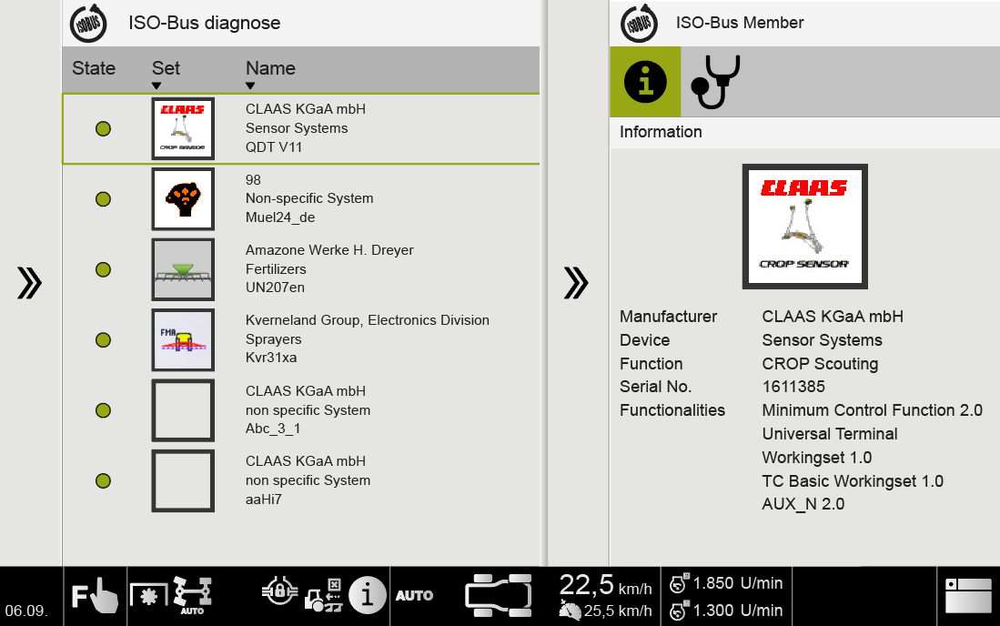 ISOBUS
ISO-Bus diagnose
State Set Name
CLAAS
CROP SENSOR
CLAAS KGaA mbH
Sensor Systems
QDT V11
98
Non-specific System
Muel24_de
Amazone Werke H. Dreyer
Fertilizers
UN207en
FMA
Kverneland Group, Electronics Division
Sprayers
Kvr31xa
CLAAS KGaA mbH
non specific System
Abc_3_1
CLAAS KGaA mbH
non specific System
aaHi7
ISOBUS
ISO-Bus Member
i
Information
CLAAS
CROP SENSOR
Manufacturer CLAAS KGaA mbH
Device Sensor Systems
Function CROP Scouting
Serial No. 1611385
Functionalities Minimum Control Function 2.0
Universal Terminal
Workingset 1.0
TC Basic Workingset 1.0
AUX_N 2.0
06.09.
F
AUTO
i
AUTO
22,5 km/h
25,5 km/h
1.850 U/min
1.300 U/min